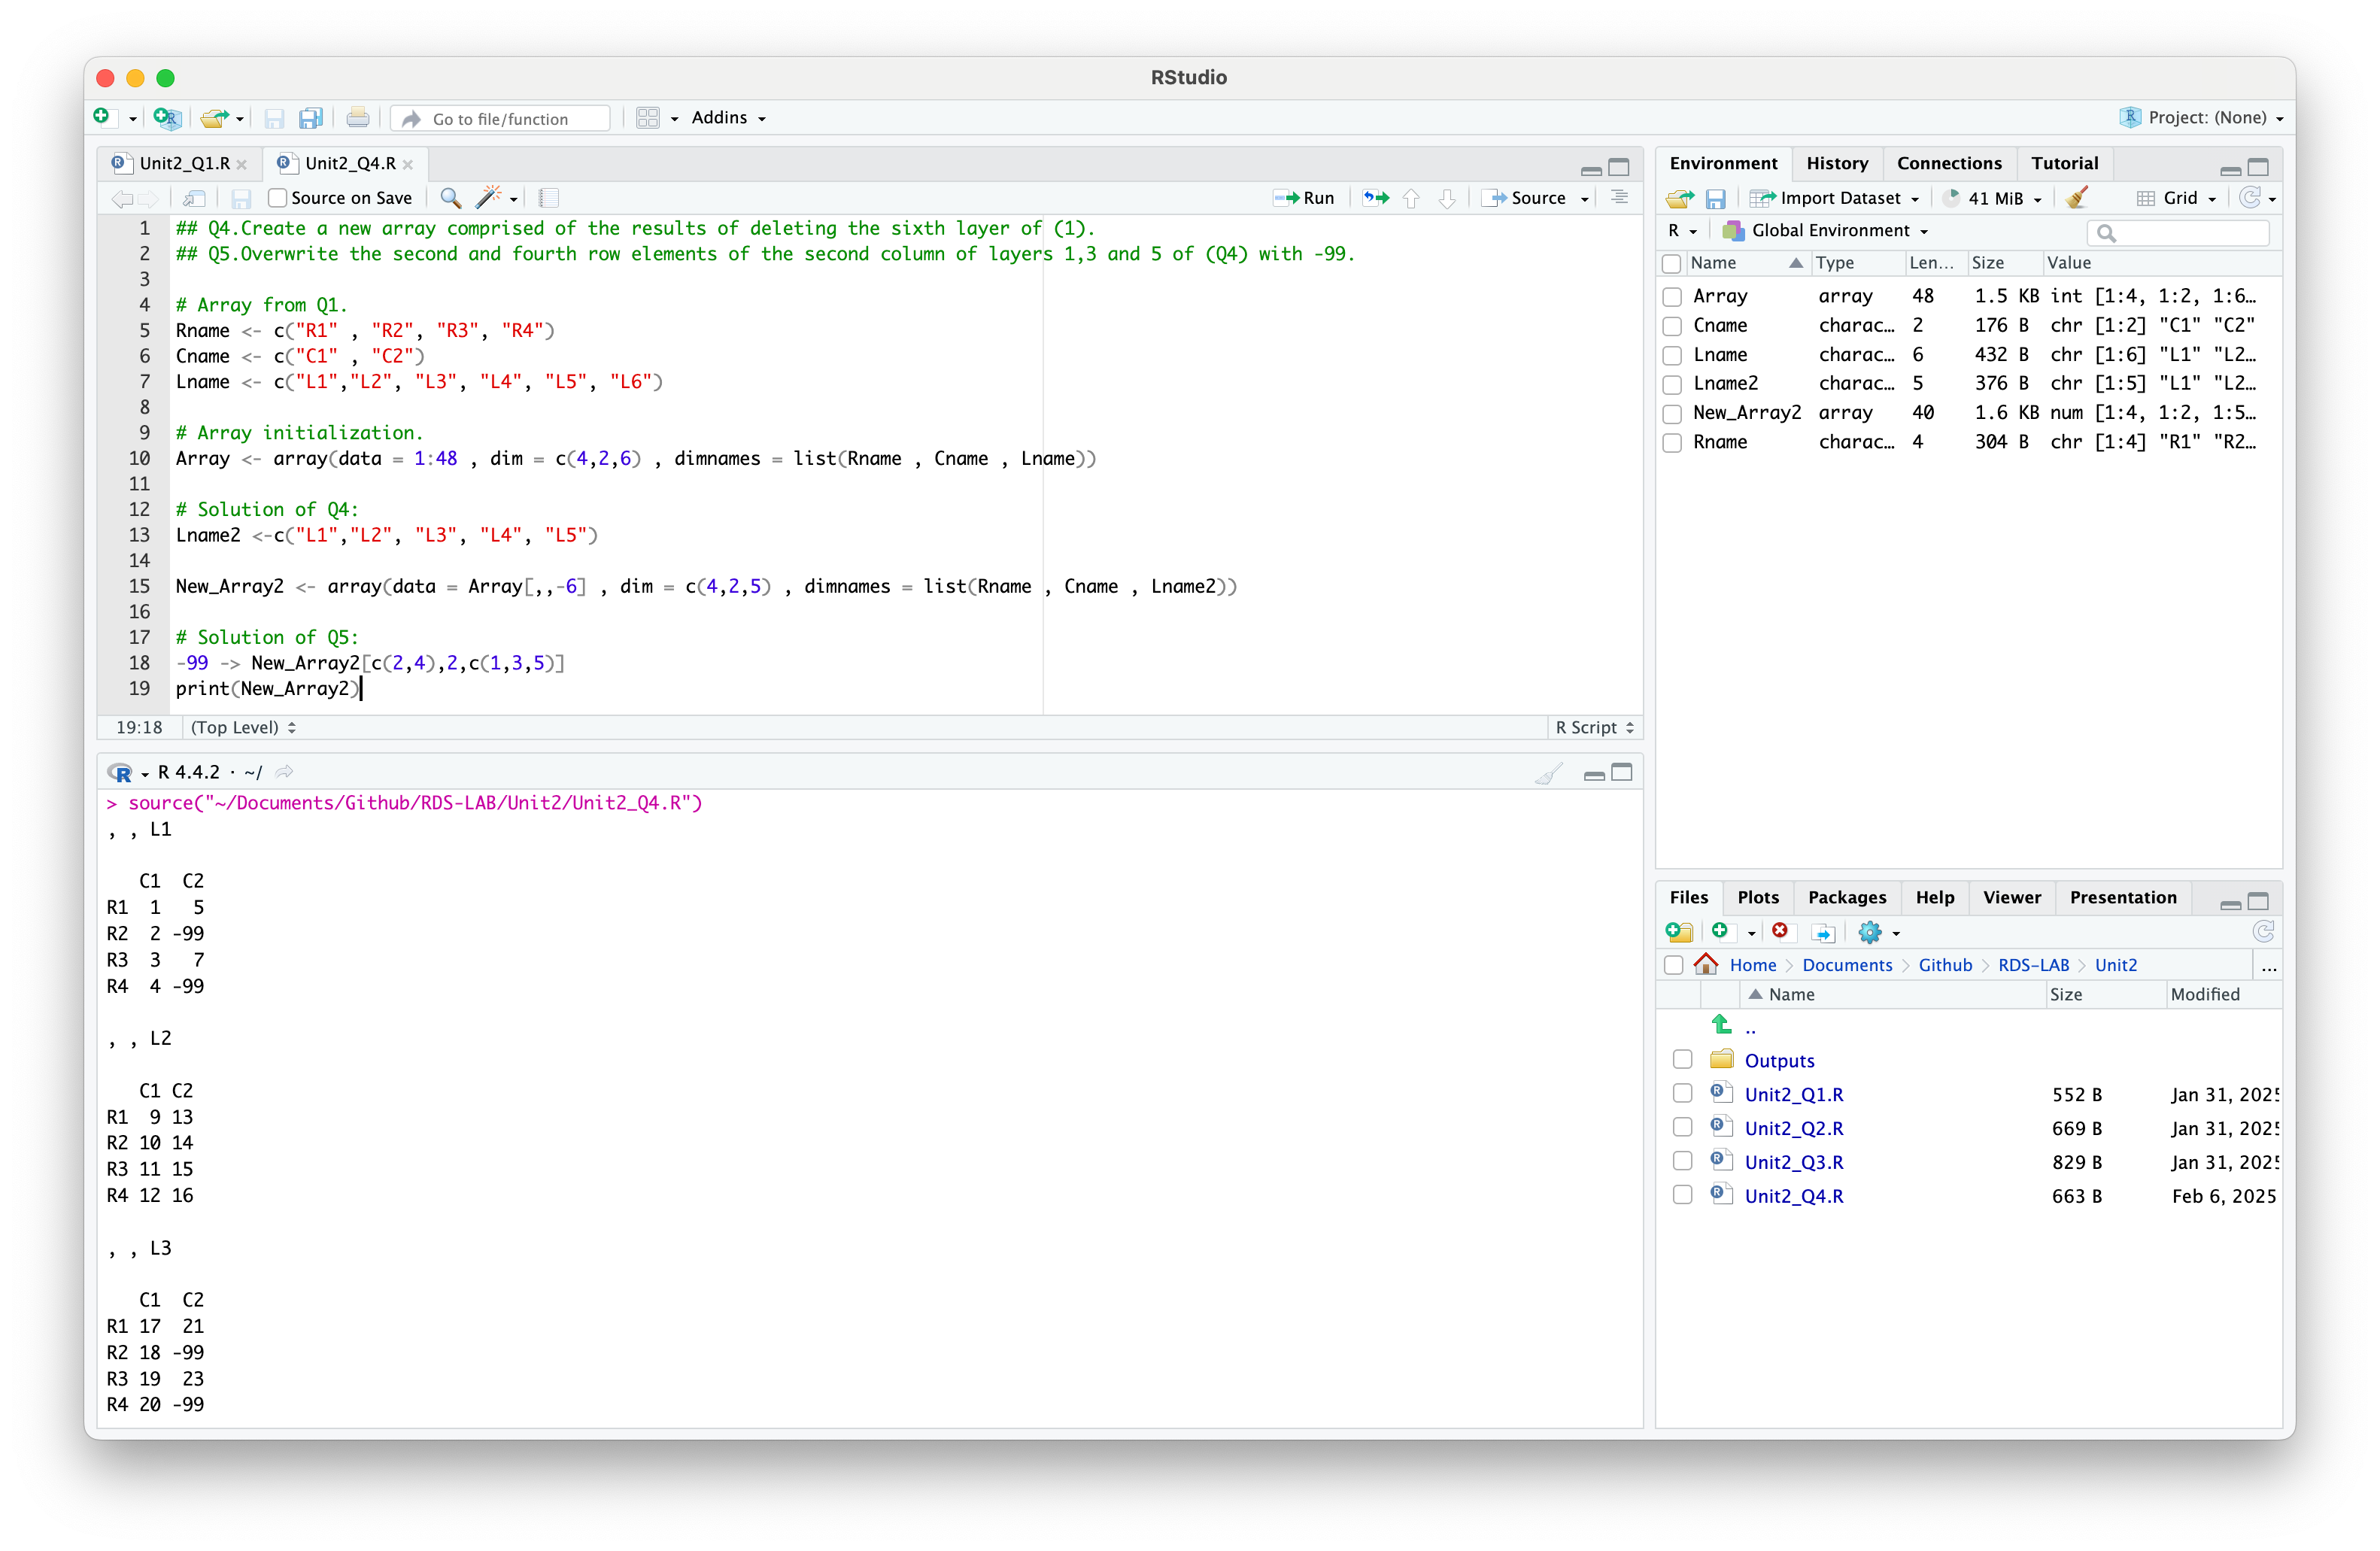 RStudio
Go to file/function
Addins
Project: (None)
Unit2_Q1.R
Unit2_Q4.R
Source on Save
Run
Source
1 ## Q4.Create a new array comprised of the results of deleting the sixth layer of (1).
2 ## Q5.Overwrite the second and fourth row elements of the second column of layers 1,3 and 5 of (Q4) with -99.
3
4 # Array from Q1.
5 Rname <- c("R1" , "R2", "R3", "R4")
6 Cname <- c("C1" , "C2")
7 Lname <- c("L1","L2", "L3", "L4", "L5", "L6")
8
9 # Array initialization.
10 Array <- array(data = 1:48 , dim = c(4,2,6) , dimnames = list(Rname , Cname , Lname))
11
12 # Solution of Q4:
13 Lname2 <-c("L1","L2", "L3", "L4", "L5")
14
15 New_Array2 <- array(data = Array[,,-6] , dim = c(4,2,5) , dimnames = list(Rname , Cname , Lname2))
16
17 # Solution of Q5:
18 -99 -> New_Array2[c(2,4),2,c(1,3,5)]
19 print(New_Array2)
19:18 (Top Level) R Script
R 4.4.2 · ~/
> source("~/Documents/Github/RDS-LAB/Unit2/Unit2_Q4.R")
, , L1
C1 C2
R1 1 5
R2 2 -99
R3 3 7
R4 4 -99
, , L2
C1 C2
R1 9 13
R2 10 14
R3 11 15
R4 12 16
, , L3
C1 C2
R1 17 21
R2 18 -99
R3 19 23
R4 20 -99
Environment History Connections Tutorial
Import Dataset 41 MiB Grid
R Global Environment
Name Type Len... Size Value
Array array 48 1.5 KB int [1:4, 1:2, 1:6...
Cname charac... 2 176 B chr [1:2] "C1" "C2"
Lname charac... 6 432 B chr [1:6] "L1" "L2...
Lname2 charac... 5 376 B chr [1:5] "L1" "L2...
New_Array2 array 40 1.6 KB num [1:4, 1:2, 1:5...
Rname charac... 4 304 B chr [1:4] "R1" "R2...
Files Plots Packages Help Viewer Presentation
Home Documents Github RDS-LAB Unit2 ...
Name Size Modified
..
Outputs
Unit2_Q1.R 552 B Jan 31, 2025
Unit2_Q2.R 669 B Jan 31, 2025
Unit2_Q3.R 829 B Jan 31, 2025
Unit2_Q4.R 663 B Feb 6, 2025